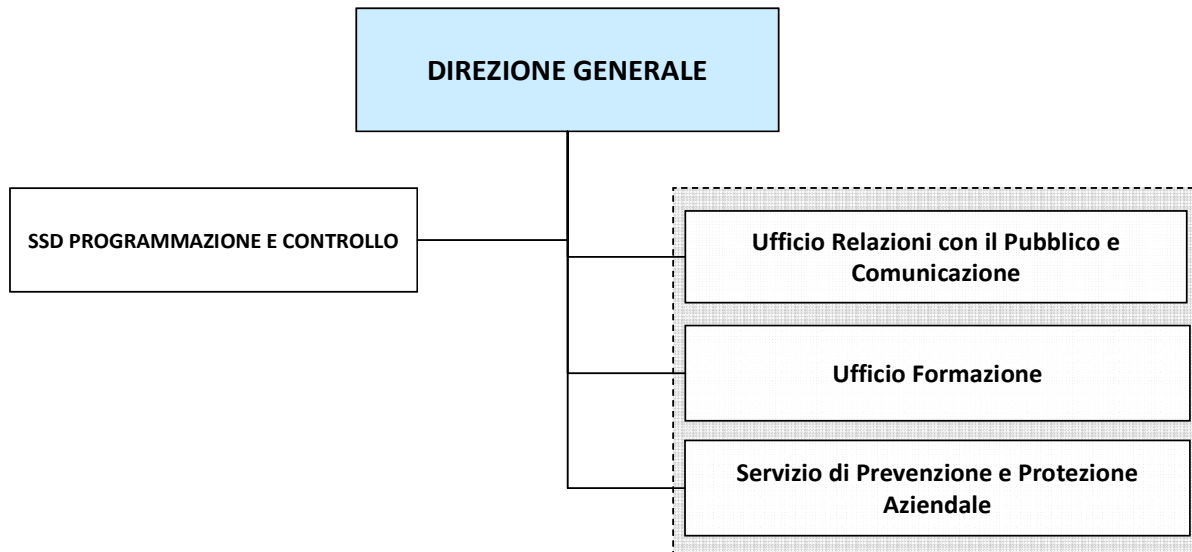 DIREZIONE GENERALE
SSD PROGRAMMAZIONE E CONTROLLO
Ufficio Relazioni con il Pubblico e
Comunicazione
Ufficio Formazione
Servizio di Prevenzione e Protezione
Aziendale